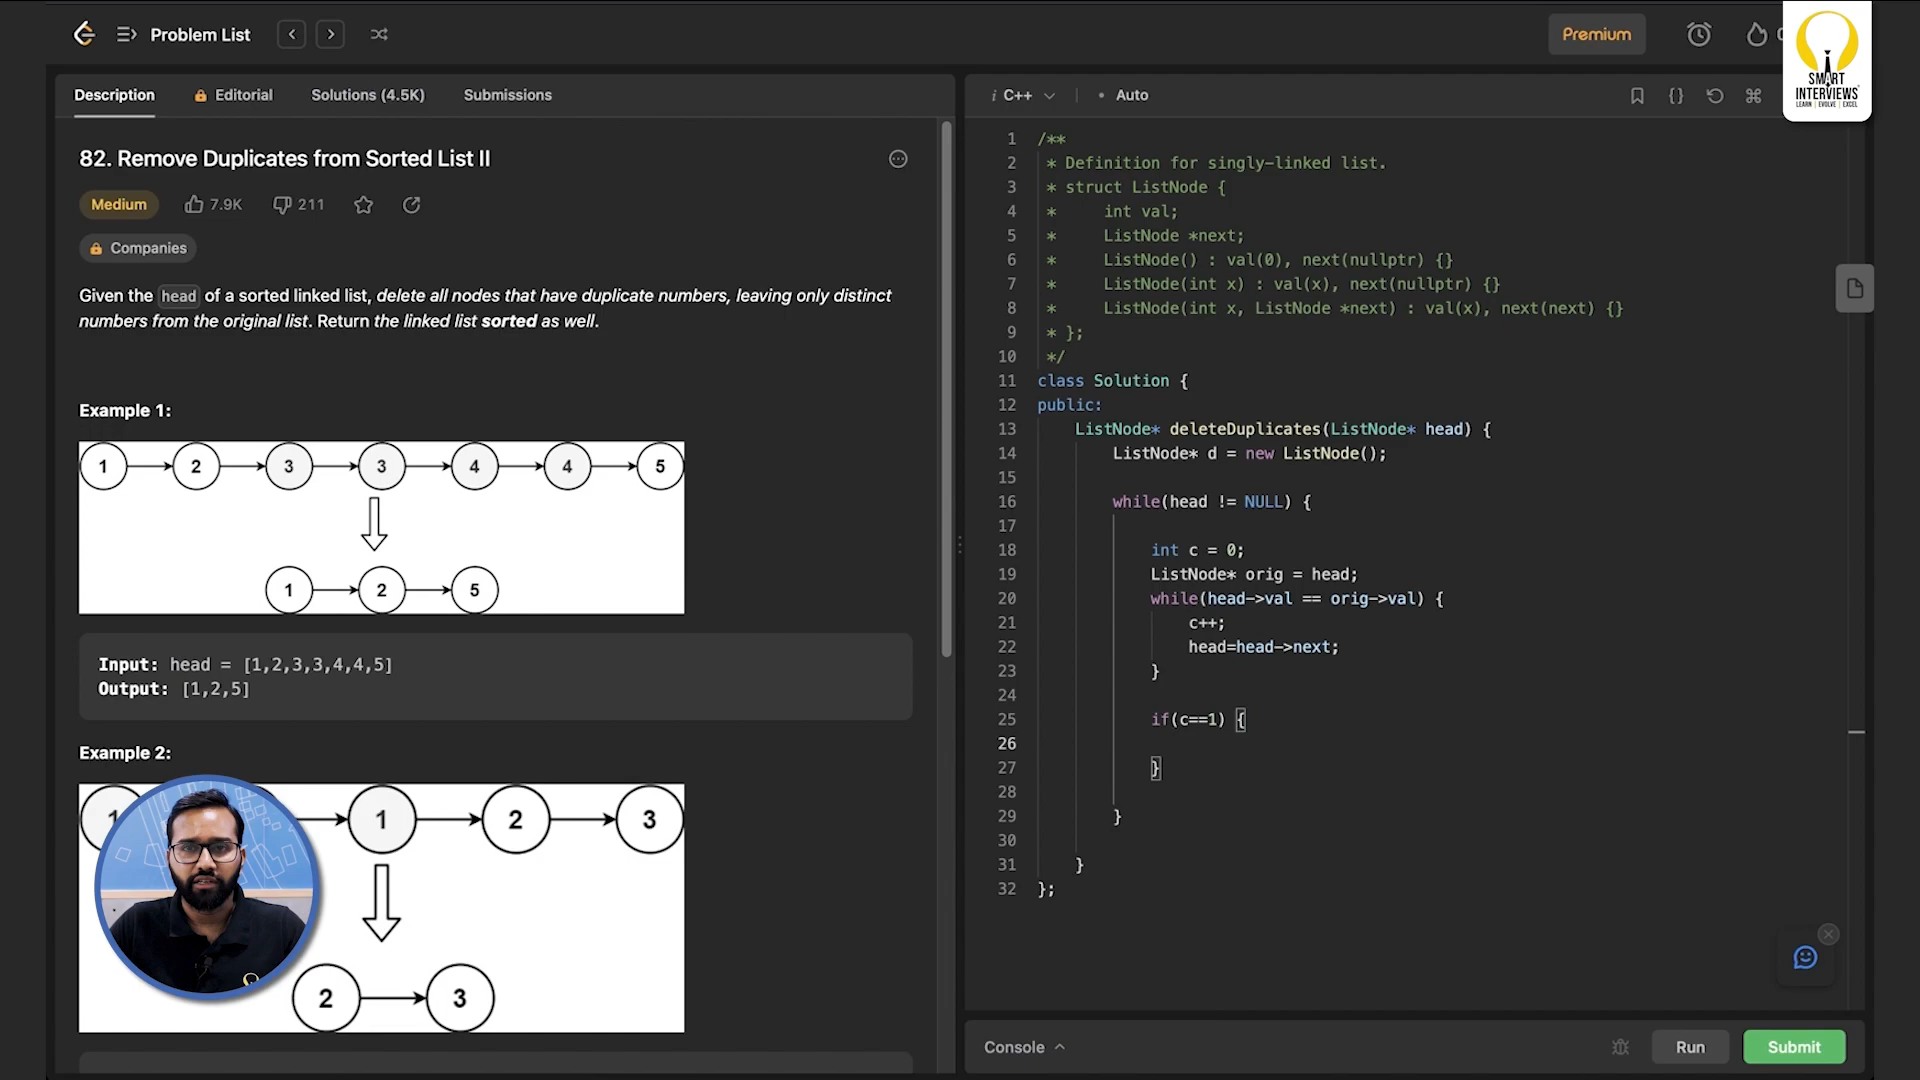 Problem List
Premium
SMART
INTERVIEWS
LEARN | EVOLVE | EXCEL
Description
Editorial
Solutions (4.5K)
Submissions
82. Remove Duplicates from Sorted List II
Medium
7.9K
211
Companies
Given the head of a sorted linked list, delete all nodes that have duplicate numbers, leaving only distinct
numbers from the original list. Return the linked list sorted as well.
Example 1:
1 2 3 3 4 4 5
1 2 5
Input: head = [1,2,3,3,4,4,5]
Output: [1,2,5]
Example 2:
1 1 2 3
2 3
i C++
Auto
1 /**
2 * Definition for singly-linked list.
3 * struct ListNode {
4 *     int val;
5 *     ListNode *next;
6 *     ListNode() : val(0), next(nullptr) {}
7 *     ListNode(int x) : val(x), next(nullptr) {}
8 *     ListNode(int x, ListNode *next) : val(x), next(next) {}
9 * };
10 */
11 class Solution {
12 public:
13     ListNode* deleteDuplicates(ListNode* head) {
14         ListNode* d = new ListNode();
15
16         while(head != NULL) {
17
18             int c = 0;
19             ListNode* orig = head;
20             while(head->val == orig->val) {
21                 c++;
22                 head=head->next;
23             }
24
25             if(c==1) {
26
27             }
28
29         }
30
31     }
32 };
Console
Run
Submit